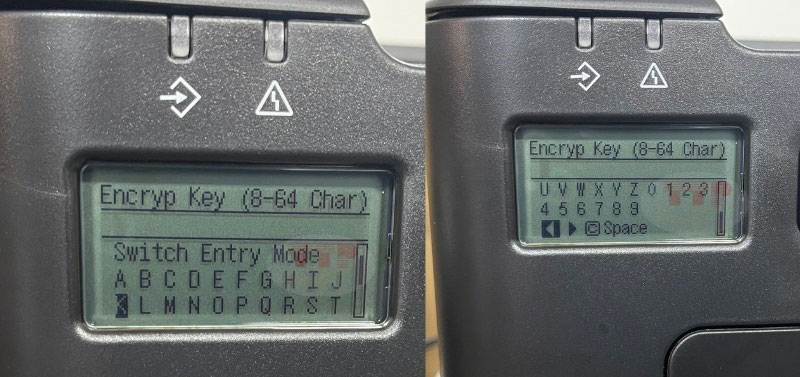 Encryp Key (8-64 Char)
Switch Entry Mode
A B C D E F G H I J
K L M N O P Q R S T
Encryp Key (8-64 Char)
U V W X Y Z 0 1 2 3
4 5 6 7 8 9
C Space